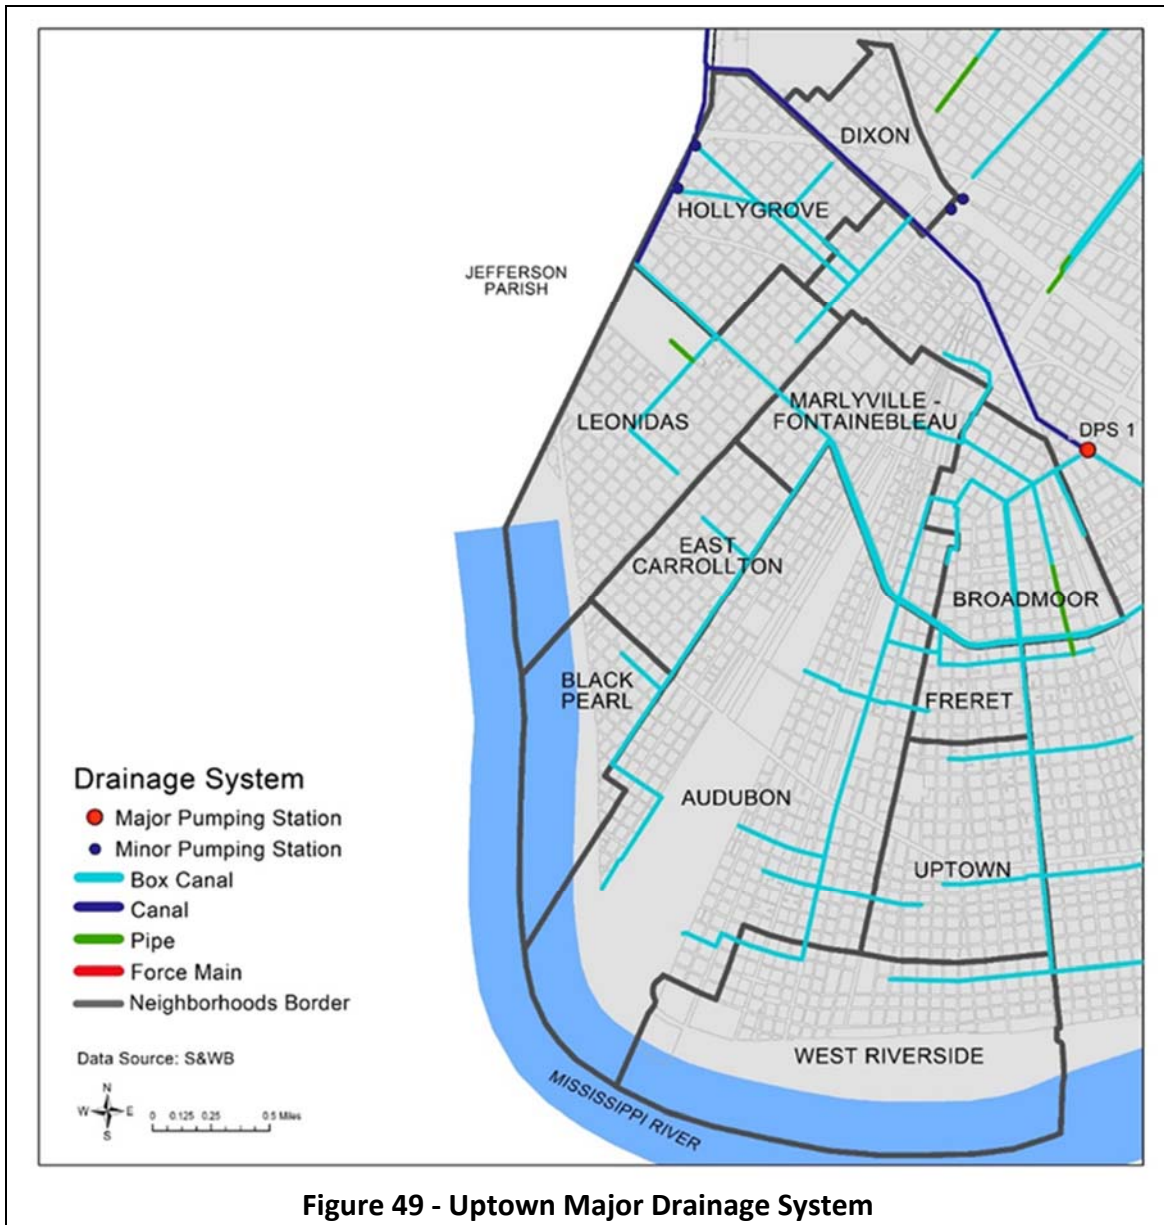 DIXON
HOLLYGROVE
JEFFERSON
PARISH
MARLYVILLE -
FONTAINEBLEAU
LEONIDAS
DPS 1
EAST
CARROLLTON
BROADMOOR
BLACK
PEARL
FRERET
AUDUBON
UPTOWN
WEST RIVERSIDE
MISSISSIPPI RIVER
Drainage System
Major Pumping Station
Minor Pumping Station
Box Canal
Canal
Pipe
Force Main
Neighborhoods Border
Data Source: S&WB
N
W E
S
0 0.125 0.25 0.5 Miles
Figure 49 - Uptown Major Drainage System